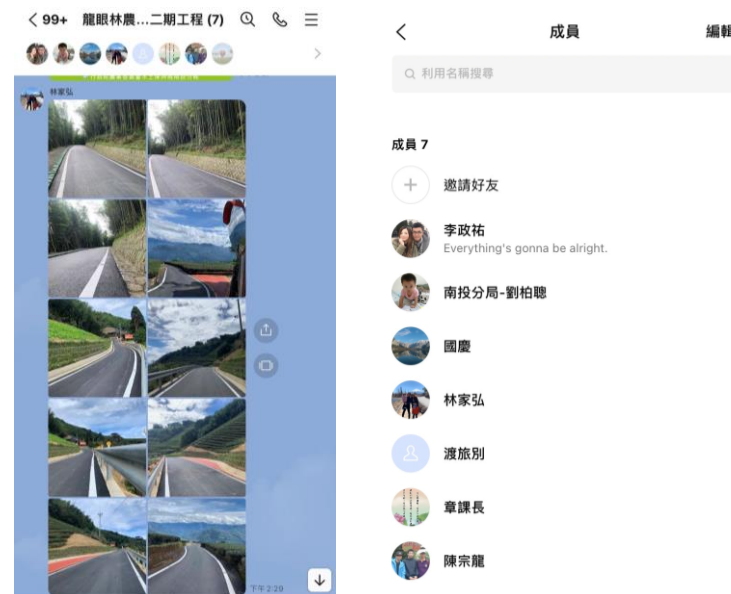 99+ 龍眼林農...二期工程 (7)
林家弘
下午 2:29
成員
編輯
利用名稱搜尋
成員 7
邀請好友
李政祐
Everything's gonna be alright.
南投分局-劉柏聰
國慶
林家弘
渡旅別
章課長
陳宗龍